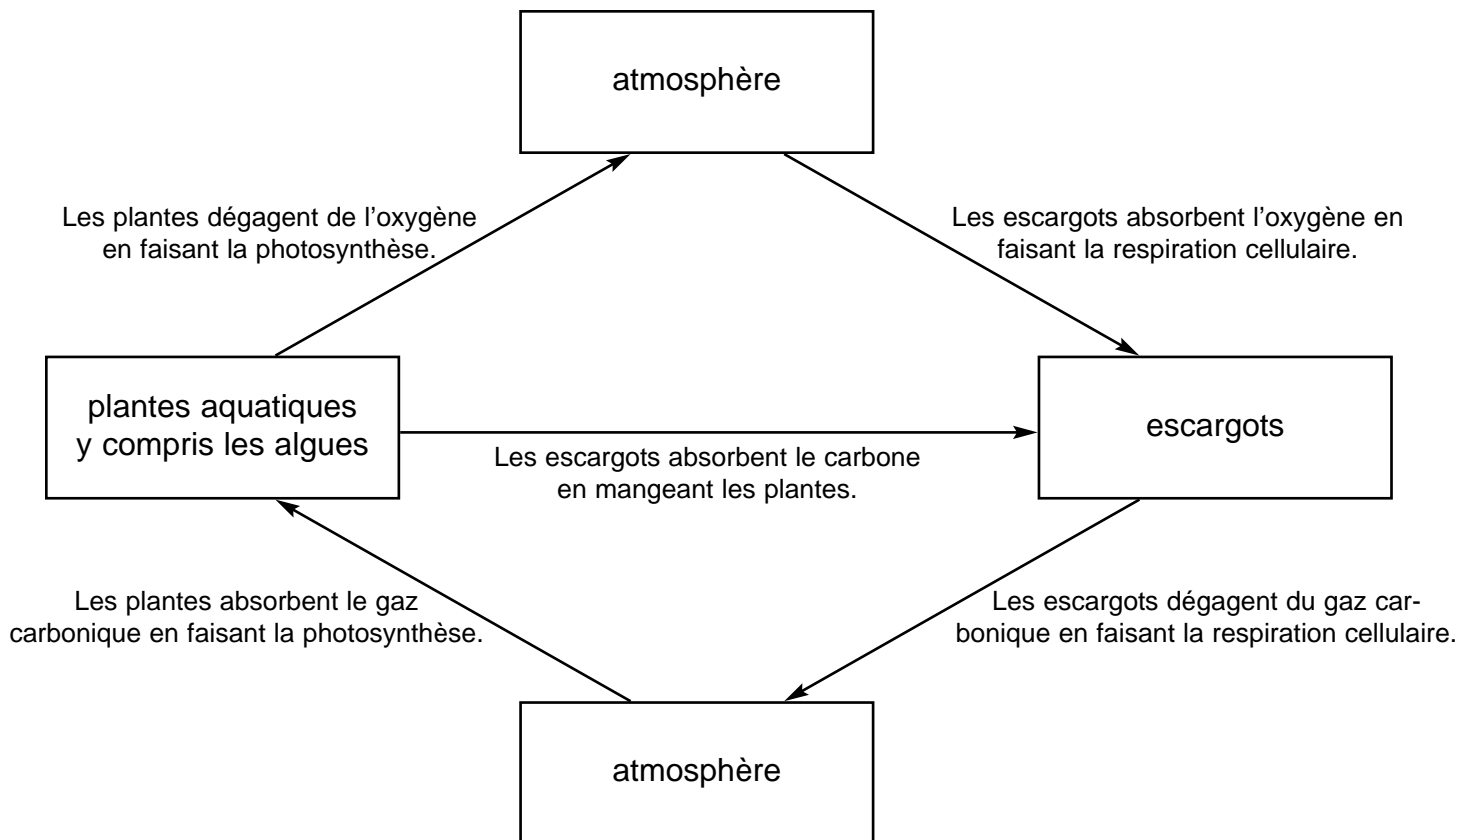 atmosphère
Les plantes dégagent de l’oxygène
en faisant la photosynthèse.
Les escargots absorbent l’oxygène en
faisant la respiration cellulaire.
plantes aquatiques
y compris les algues
escargots
Les escargots absorbent le carbone
en mangeant les plantes.
Les plantes absorbent le gaz
carbonique en faisant la photosynthèse.
Les escargots dégagent du gaz car-
bonique en faisant la respiration cellulaire.
atmosphère